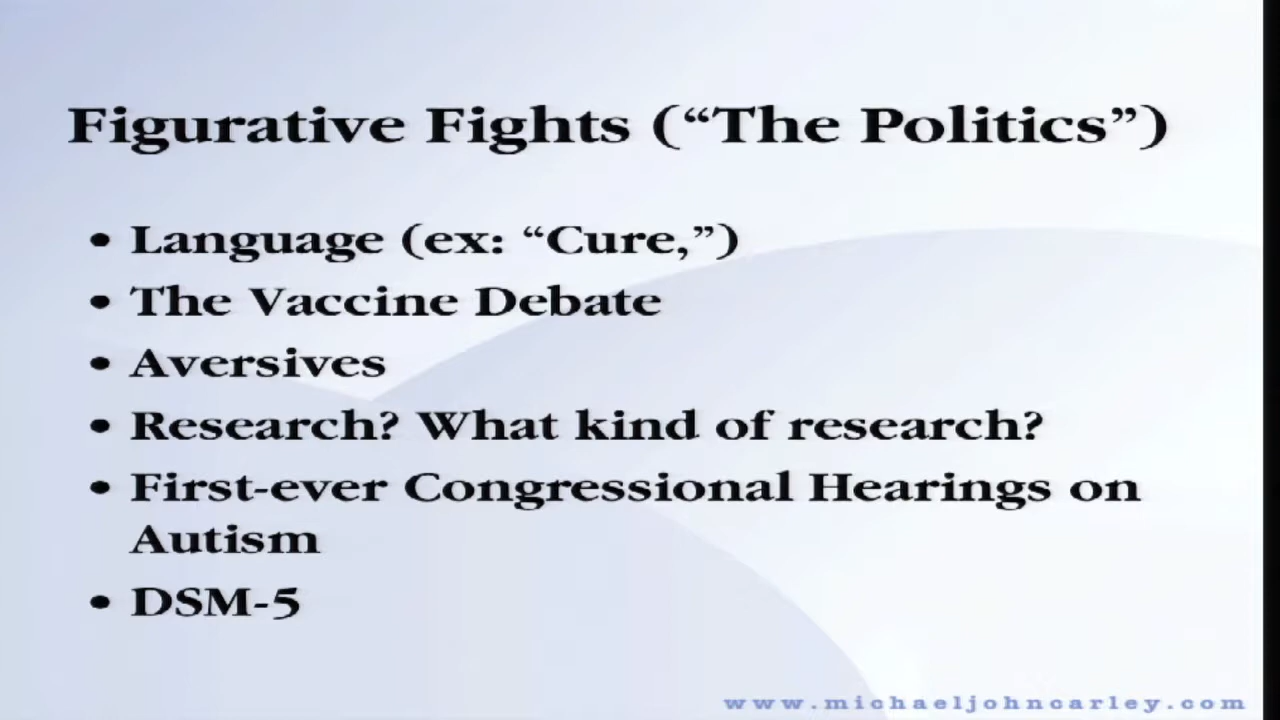 Figurative Fights (“The Politics”)
• Language (ex: “Cure,”)
• The Vaccine Debate
• Aversives
• Research? What kind of research?
• First-ever Congressional Hearings on
Autism
• DSM-5
www.michaeljohncarley.com